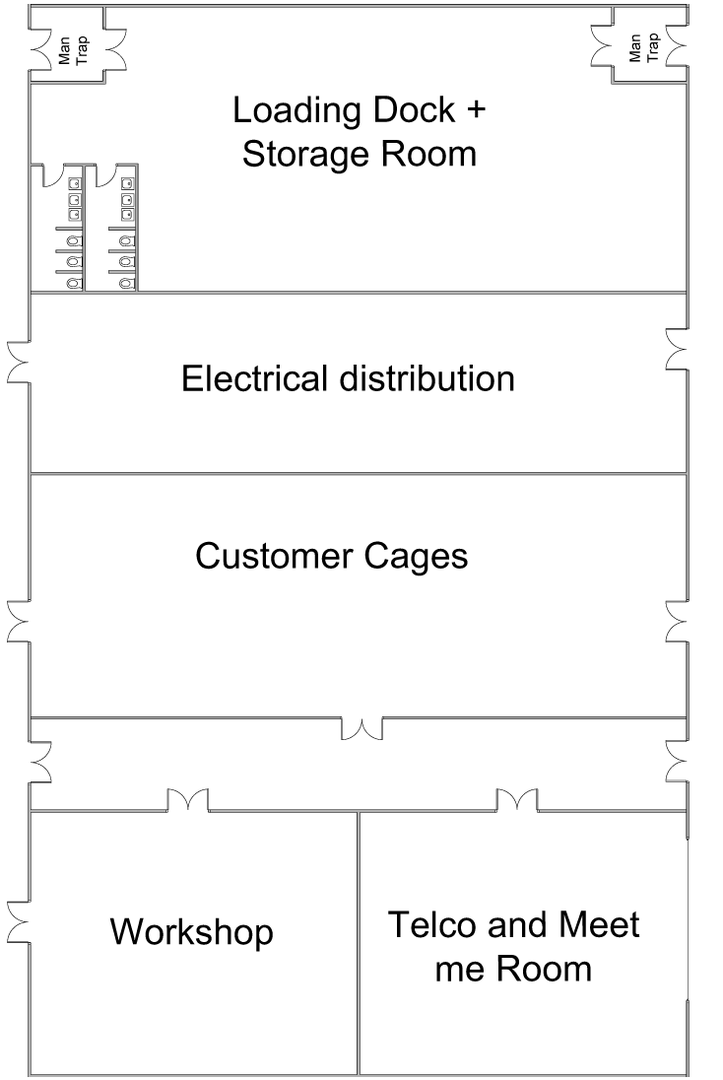 Man
Trap
Man
Trap
Loading Dock +
Storage Room
Electrical distribution
Customer Cages
Workshop
Telco and Meet
me Room